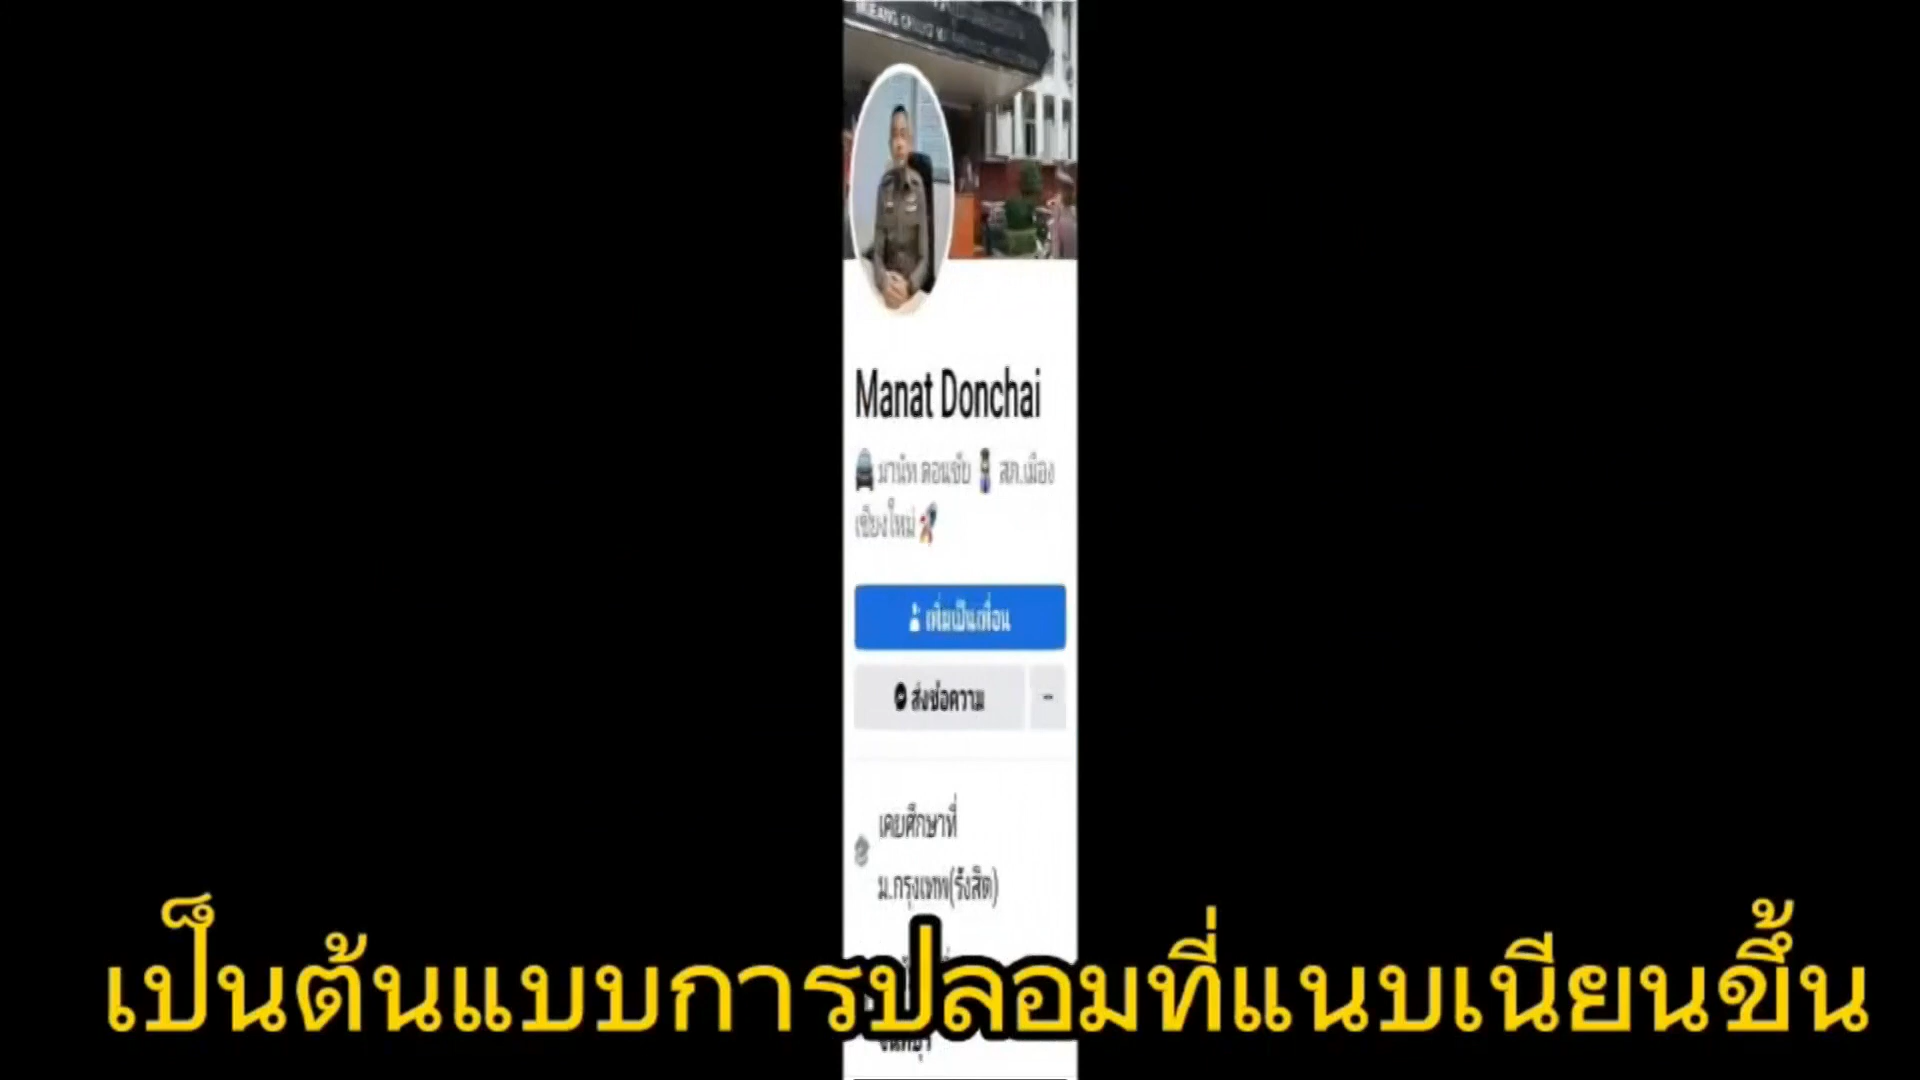 Manat Donchai
มานัท ดอนชัย สภ.เมือง
เชียงใหม่
เพิ่มเป็นเพื่อน
ส่งข้อความ
เคยศึกษาที่
ม.กรุงเทพ(รังสิต)
เป็นต้นแบบการปลอมที่แนบเนียนขึ้น